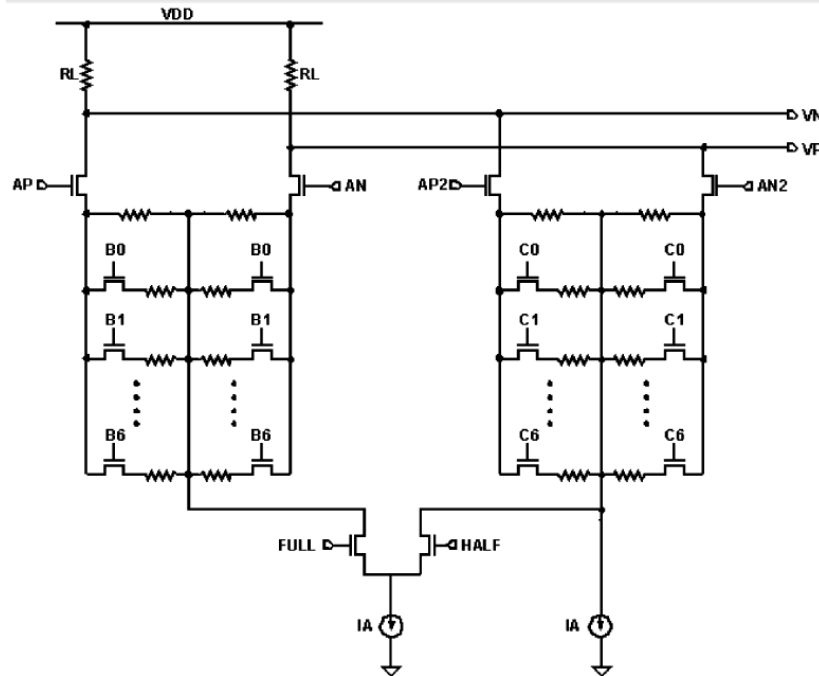 VDD
RL RL
VN
VP
AP AN AP2 AN2
B0 B0 C0 C0
B1 B1 C1 C1
B6 B6 C6 C6
FULL HALF
IA IA